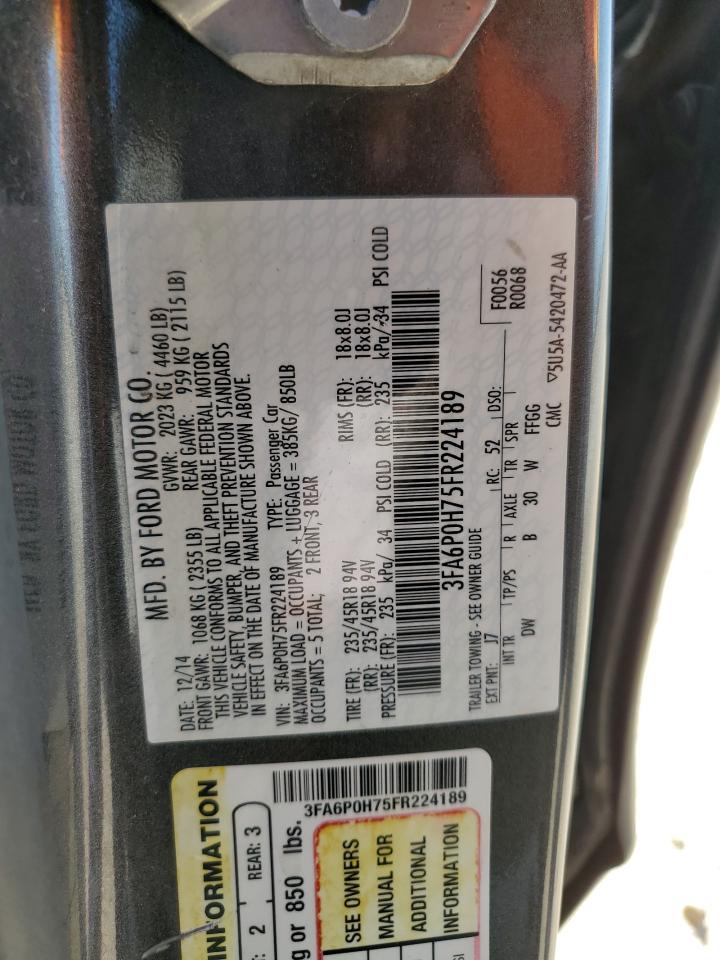 MFD. BY FORD MOTOR CO.
DATE: 12/14 GVWR: 2023 KG ( 4460 LB)
FRONT GAWR: 1068 KG ( 2355 LB) REAR GAWR: 959 KG ( 2115 LB)
THIS VEHICLE CONFORMS TO ALL APPLICABLE FEDERAL MOTOR
VEHICLE SAFETY, BUMPER, AND THEFT PREVENTION STANDARDS
IN EFFECT ON THE DATE OF MANUFACTURE SHOWN ABOVE.
VIN: 3FA6P0H75FR224189 TYPE: Passenger Car
MAXIMUM LOAD = OCCUPANTS + LUGGAGE = 385KG/ 850LB
OCCUPANTS = 5 TOTAL; 2 FRONT, 3 REAR
TIRE (FR): 235/45R18 94V RIMS (FR): 18x8.0J
(RR): 235/45R18 94V (RR): 18x8.0J
PRESSURE (FR): 235 kPa/ 34 PSI COLD (RR): 235 kPa/ 34 PSI COLD
3FA6P0H75FR224189
TRAILER TOWING - SEE OWNER GUIDE F0056
EXT PNT: J7 RC: 52 DSO: R0068
INT TR TP/PS R AXLE TR SPR
DW B 30 W FFGG
CMC ▽5U5A-5420472-AA
INFORMATION
2 REAR: 3
g or 850 lbs.
3FA6P0H75FR224189
SEE OWNERS
MANUAL FOR
ADDITIONAL
INFORMATION